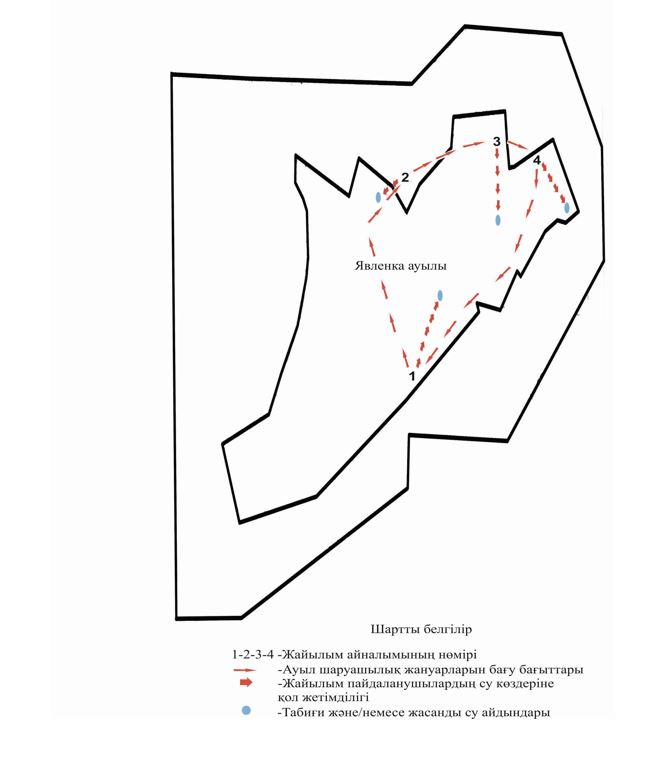 3
4
2
Явленка ауылы
1
Шартты белгілір
1-2-3-4 -Жайылым айналымының нөмірі
-Ауыл шаруашылық жануарларын бағу бағыттары
-Жайылым пайдаланушылардың су көздеріне
қол жетімділігі
-Табиғи және/немесе жасанды су айдындары